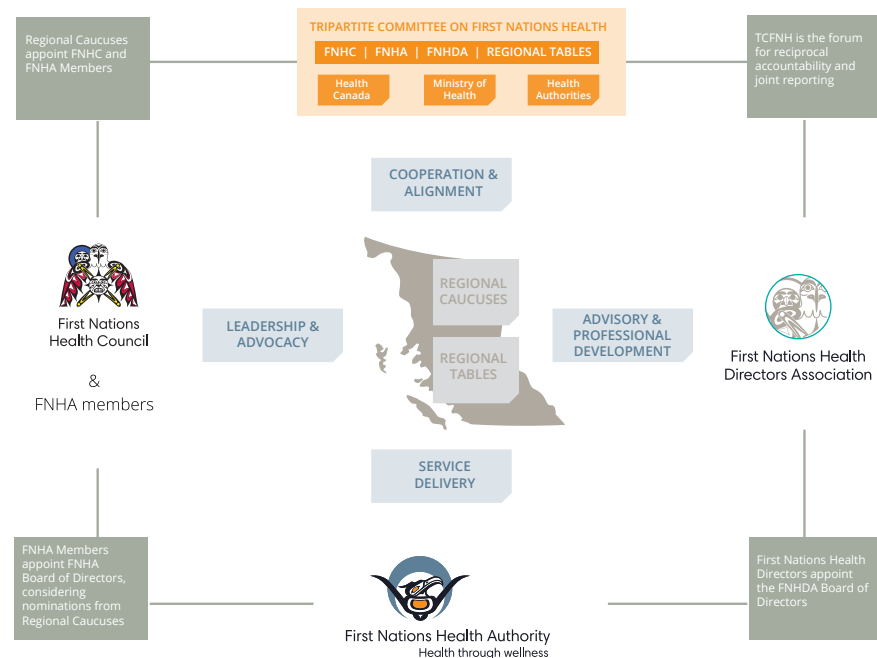 Regional Caucuses
appoint FNHC and
FNHA Members
TRIPARTITE COMMITTEE ON FIRST NATIONS HEALTH
FNHC | FNHA | FNHDA | REGIONAL TABLES
Health
Canada
Ministry of
Health
Health
Authorities
TCFNH is the forum
for reciprocal
accountability and
joint reporting
COOPERATION &
ALIGNMENT
First Nations
Health Council
&
FNHA members
LEADERSHIP &
ADVOCACY
REGIONAL
CAUCUSES
REGIONAL
TABLES
ADVISORY &
PROFESSIONAL
DEVELOPMENT
First Nations Health
Directors Association
SERVICE
DELIVERY
FNHA Members
appoint FNHA
Board of Directors,
considering
nominations from
Regional Caucuses
First Nations Health Authority
Health through wellness
First Nations Health
Directors appoint
the FNHDA Board of
Directors